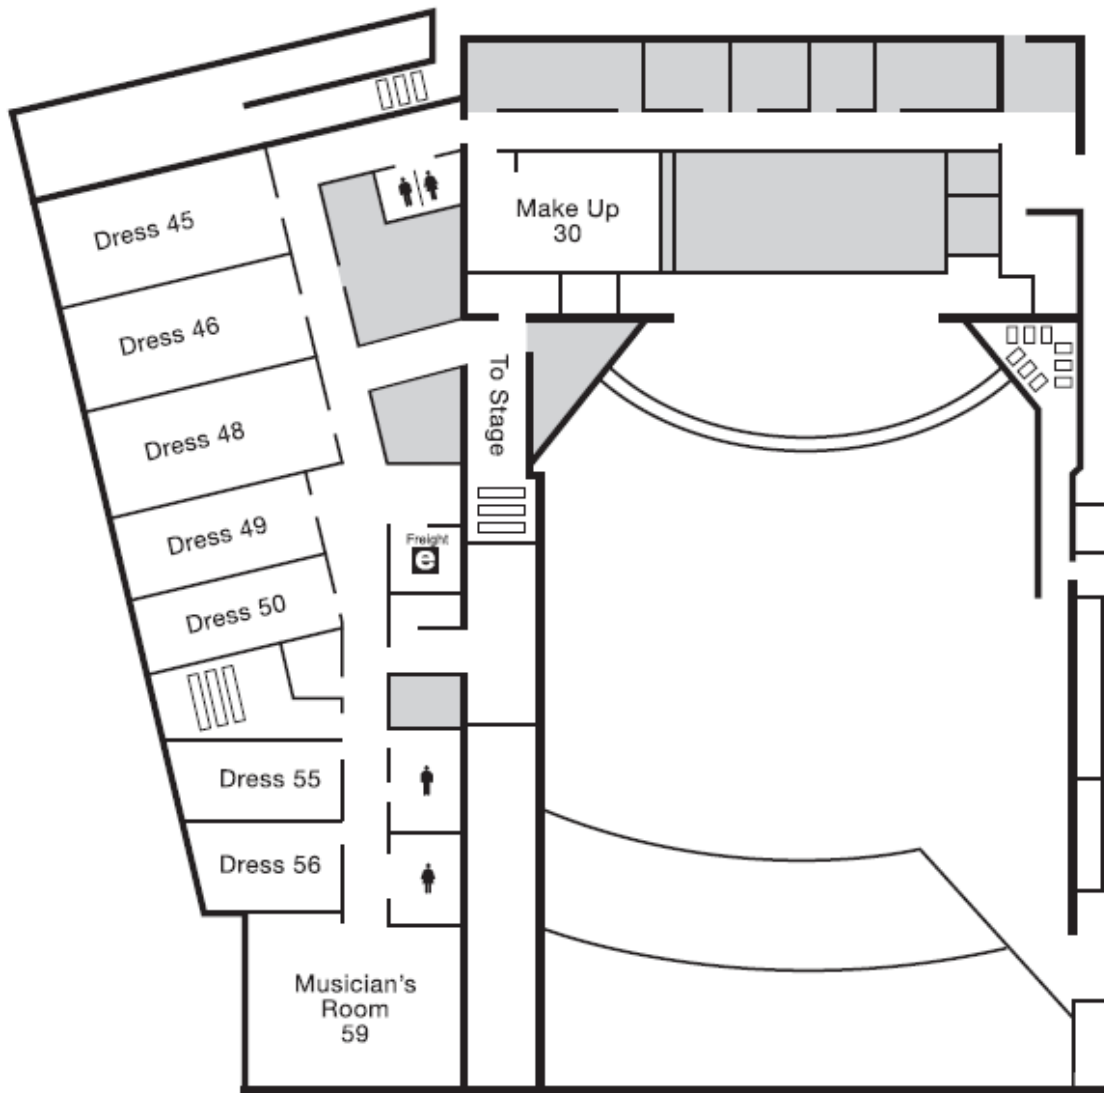 Dress 45
Make Up
30
Dress 46
To Stage
Dress 48
Dress 49
Freight
e
Dress 50
Dress 55
Dress 56
Musician's
Room
59